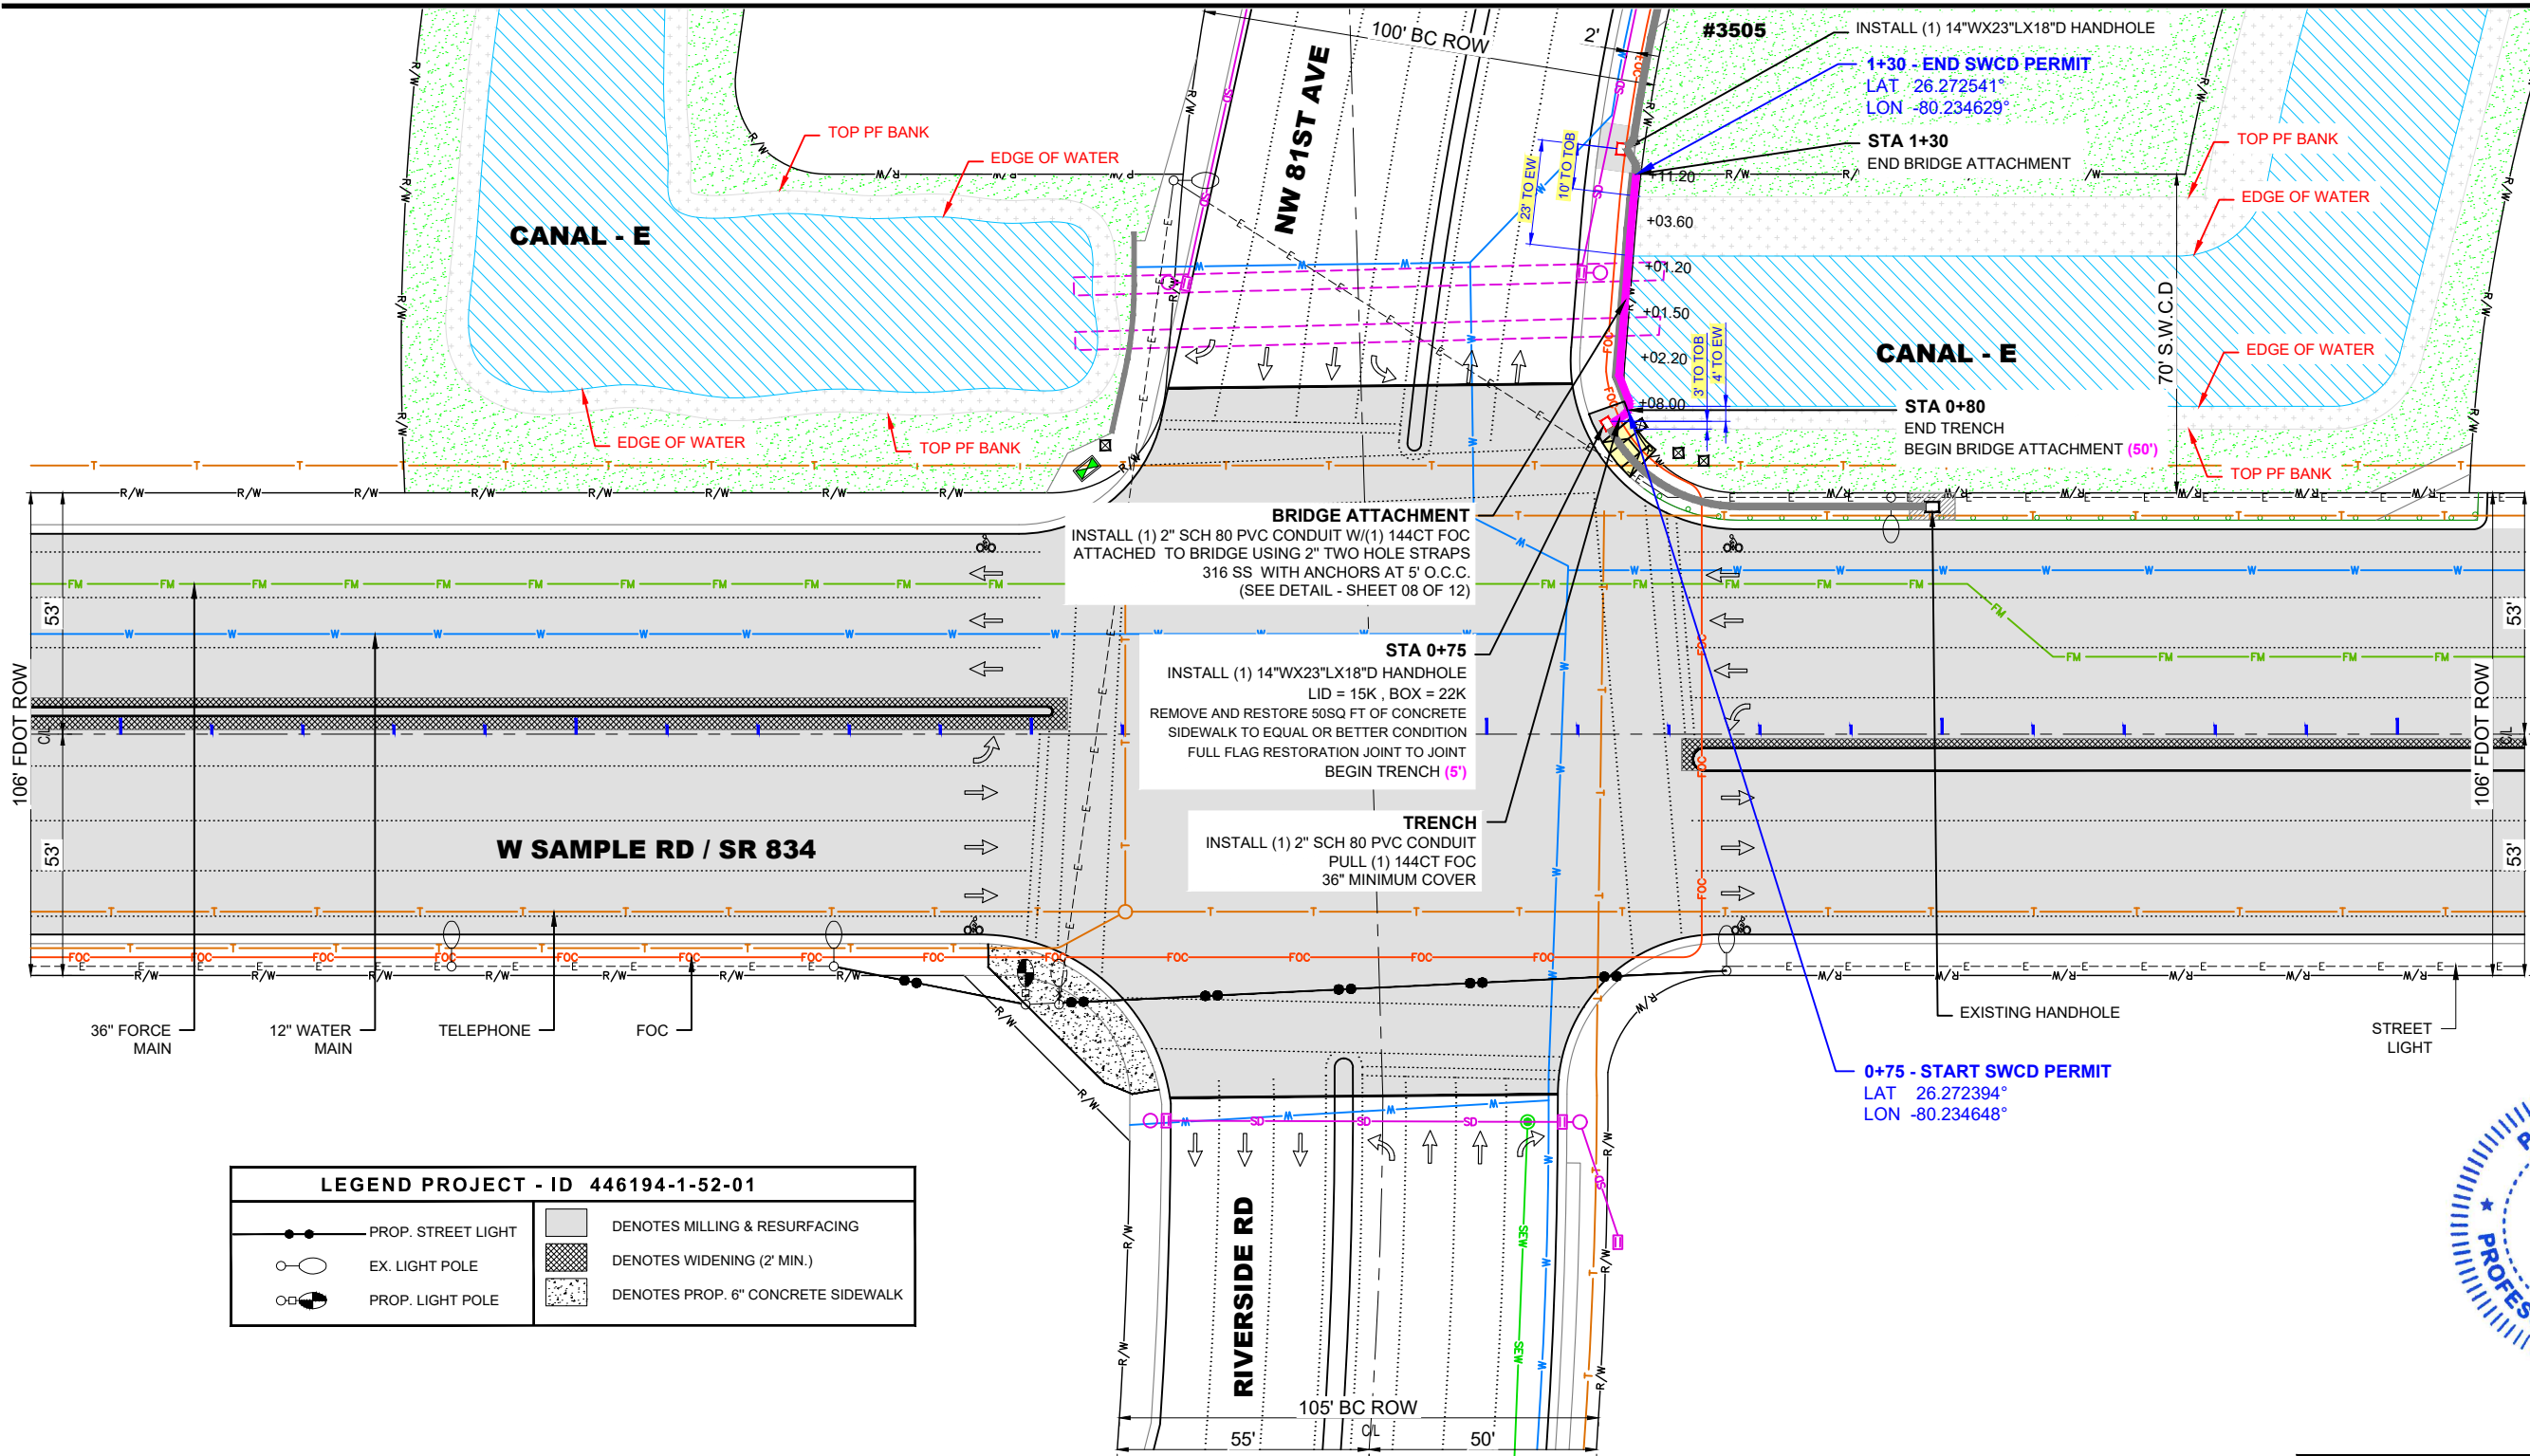 100' BC ROW
2'
#3505
INSTALL (1) 14"WX23"LX18"D HANDHOLE
1+30 - END SWCD PERMIT
LAT 26.272541°
LON -80.234629°
STA 1+30
END BRIDGE ATTACHMENT
TOP PF BANK
EDGE OF WATER
TOP PF BANK
EDGE OF WATER
CANAL - E
NW 81ST AVE
23' TO EW
10' TO TOB
+11.20
+03.60
+01.20
+01.50
+02.20
+08.00
3' TO TOB
4' TO EW
CANAL - E
70' S.W.C.D
EDGE OF WATER
STA 0+80
END TRENCH
BEGIN BRIDGE ATTACHMENT (50')
TOP PF BANK
EDGE OF WATER
TOP PF BANK
BRIDGE ATTACHMENT
INSTALL (1) 2" SCH 80 PVC CONDUIT W/(1) 144CT FOC
ATTACHED TO BRIDGE USING 2" TWO HOLE STRAPS
316 SS WITH ANCHORS AT 5' O.C.C.
(SEE DETAIL - SHEET 08 OF 12)
STA 0+75
INSTALL (1) 14"WX23"LX18"D HANDHOLE
LID = 15K , BOX = 22K
REMOVE AND RESTORE 50SQ FT OF CONCRETE
SIDEWALK TO EQUAL OR BETTER CONDITION
FULL FLAG RESTORATION JOINT TO JOINT
BEGIN TRENCH (5')
TRENCH
INSTALL (1) 2" SCH 80 PVC CONDUIT
PULL (1) 144CT FOC
36" MINIMUM COVER
53'
106' FDOT ROW
C/L
53'
W SAMPLE RD / SR 834
53'
106' FDOT ROW
C/L
53'
36" FORCE
MAIN
12" WATER
MAIN
TELEPHONE
FOC
EXISTING HANDHOLE
STREET
LIGHT
0+75 - START SWCD PERMIT
LAT 26.272394°
LON -80.234648°
LEGEND PROJECT - ID 446194-1-52-01
PROP. STREET LIGHT
EX. LIGHT POLE
PROP. LIGHT POLE
DENOTES MILLING & RESURFACING
DENOTES WIDENING (2' MIN.)
DENOTES PROP. 6" CONCRETE SIDEWALK
RIVERSIDE RD
105' BC ROW
C/L
55'
50'